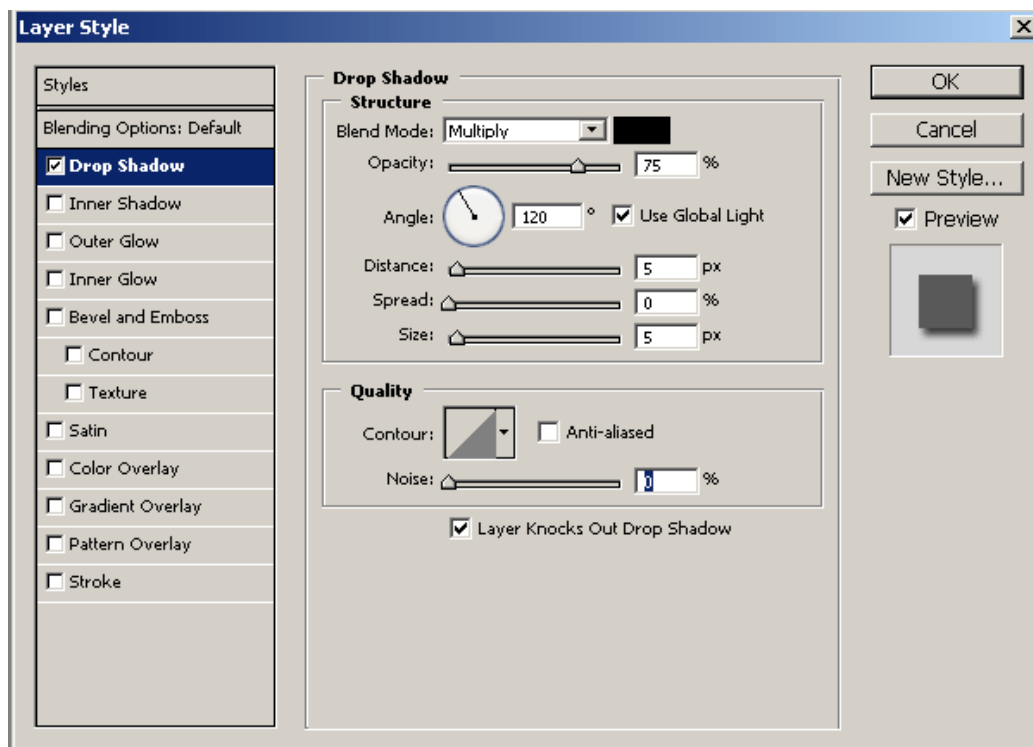 Layer Style
Styles
Blending Options: Default
Drop Shadow
Inner Shadow
Outer Glow
Inner Glow
Bevel and Emboss
Contour
Texture
Satin
Color Overlay
Gradient Overlay
Pattern Overlay
Stroke
Drop Shadow
Structure
Blend Mode: Multiply
Opacity: 75 %
Angle: 120 ° Use Global Light
Distance: 5 px
Spread: 0 %
Size: 5 px
Quality
Contour: Anti-aliased
Noise: 0 %
Layer Knocks Out Drop Shadow
OK
Cancel
New Style...
Preview